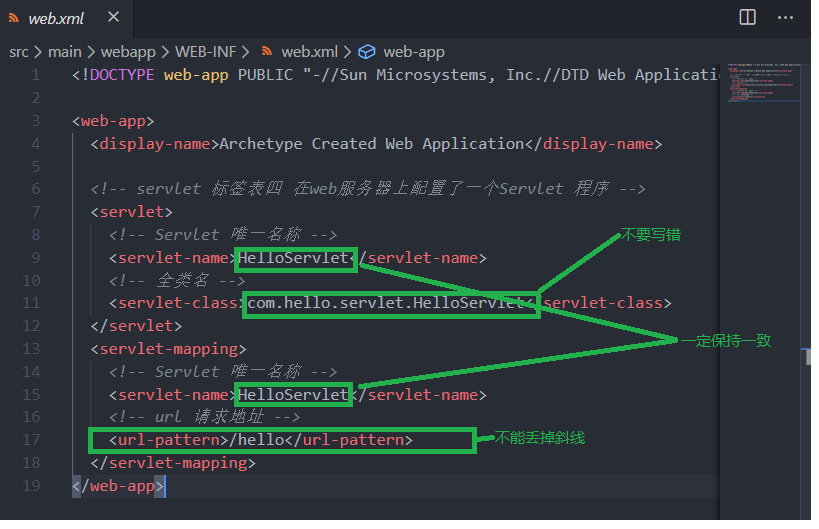 web.xml
src > main > webapp > WEB-INF > web.xml > web-app
1 <!DOCTYPE web-app PUBLIC "-//Sun Microsystems, Inc.//DTD Web Applicatio
2
3 <web-app>
4 <display-name>Archetype Created Web Application</display-name>
5
6 <!-- servlet 标签表四 在web服务器上配置了一个Servlet 程序 -->
7 <servlet>
8 <!-- Servlet 唯一名称 -->
不要写错
9 <servlet-name>HelloServlet</servlet-name>
10 <!-- 全类名 -->
11 <servlet-class>com.hello.servlet.HelloServlet</servlet-class>
12 </servlet>
13 <servlet-mapping>
一定保持一致
14 <!-- Servlet 唯一名称 -->
15 <servlet-name>HelloServlet</servlet-name>
16 <!-- url 请求地址 -->
17 <url-pattern>/hello</url-pattern>
不能丢掉斜线
18 </servlet-mapping>
19 </web-app>